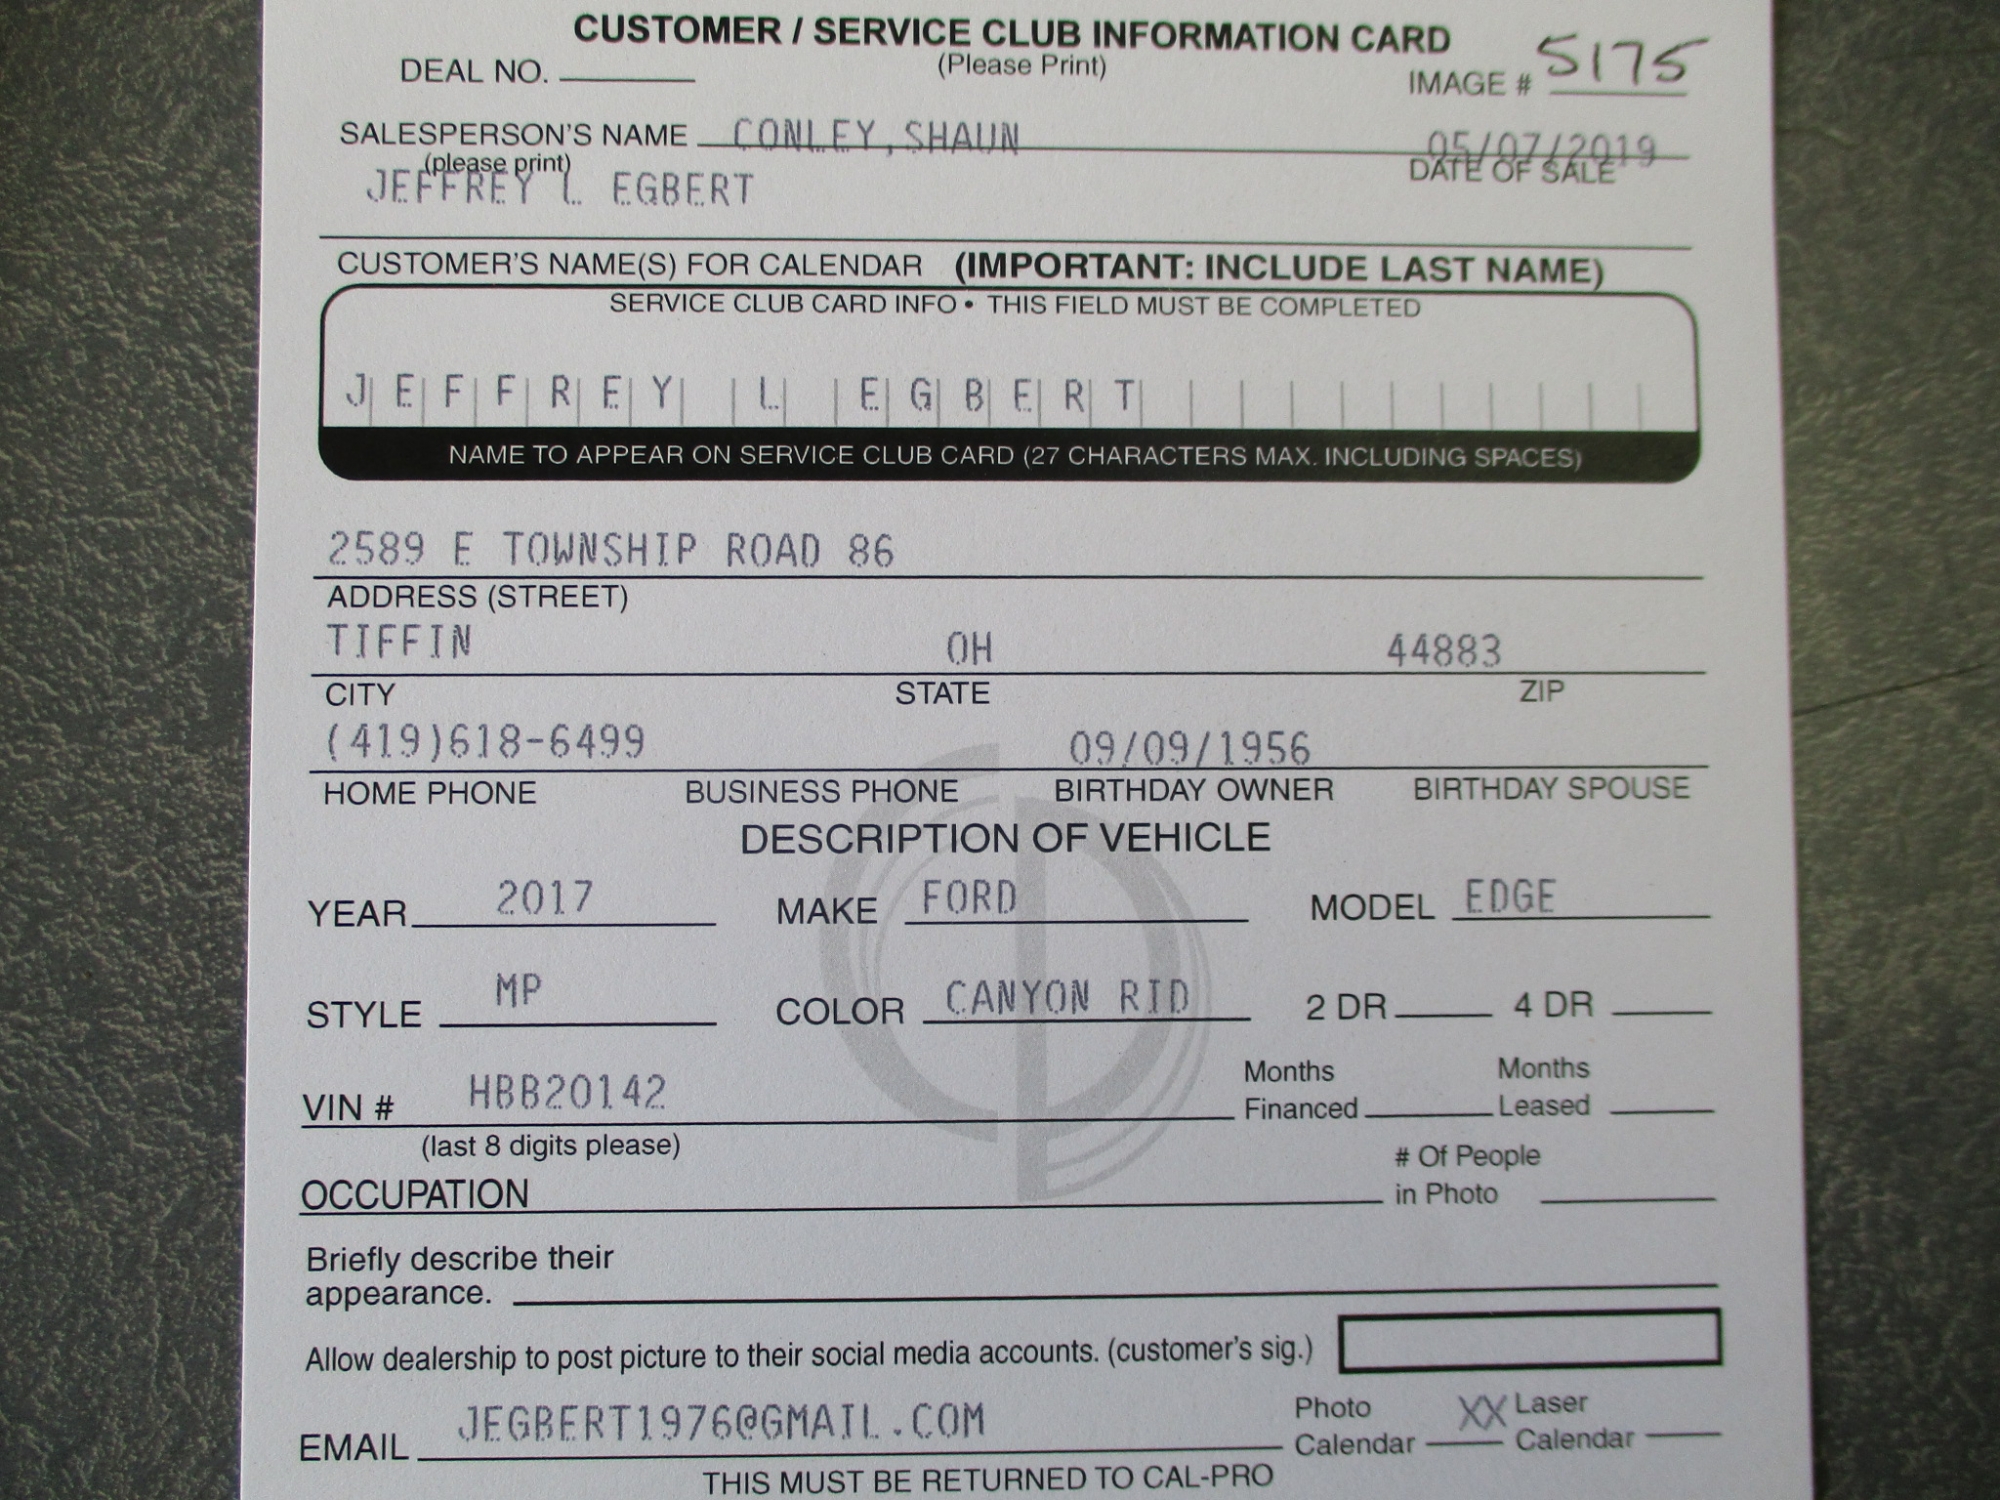 CUSTOMER / SERVICE CLUB INFORMATION CARD
(Please Print)
DEAL NO. IMAGE # 5175
SALESPERSON'S NAME CONLEY, SHAUN 05/07/2019
(please print) DATE OF SALE
JEFFREY L EGBERT
CUSTOMER'S NAME(S) FOR CALENDAR (IMPORTANT: INCLUDE LAST NAME)
SERVICE CLUB CARD INFO • THIS FIELD MUST BE COMPLETED
JEFFREY L EGBERT
NAME TO APPEAR ON SERVICE CLUB CARD (27 CHARACTERS MAX. INCLUDING SPACES)
2589 E TOWNSHIP ROAD 86
ADDRESS (STREET)
TIFFIN OH 44883
CITY STATE ZIP
(419)618-6499 09/09/1956
HOME PHONE BUSINESS PHONE BIRTHDAY OWNER BIRTHDAY SPOUSE
DESCRIPTION OF VEHICLE
YEAR 2017 MAKE FORD MODEL EDGE
STYLE MP COLOR CANYON RID 2 DR 4 DR
VIN # HBB20142 Months Financed Months Leased
(last 8 digits please)
OCCUPATION # Of People in Photo
Briefly describe their
appearance.
Allow dealership to post picture to their social media accounts. (customer's sig.)
EMAIL JEGBERT1976@GMAIL.COM Photo Calendar XX Laser Calendar
THIS MUST BE RETURNED TO CAL-PRO